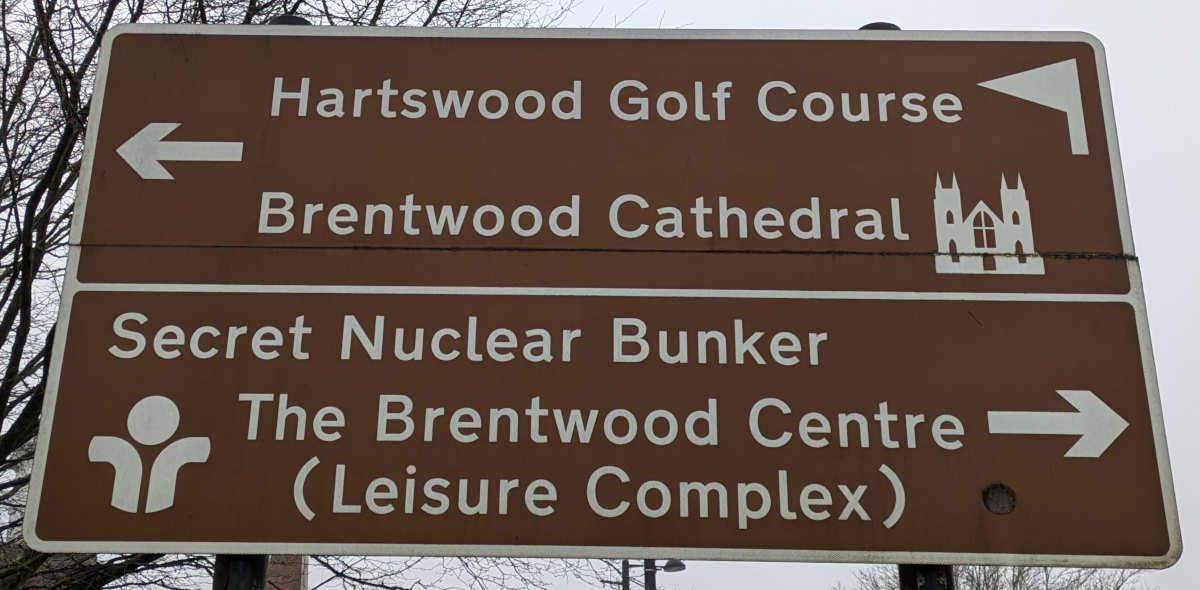 Hartswood Golf Course
Brentwood Cathedral
Secret Nuclear Bunker
The Brentwood Centre
(Leisure Complex)